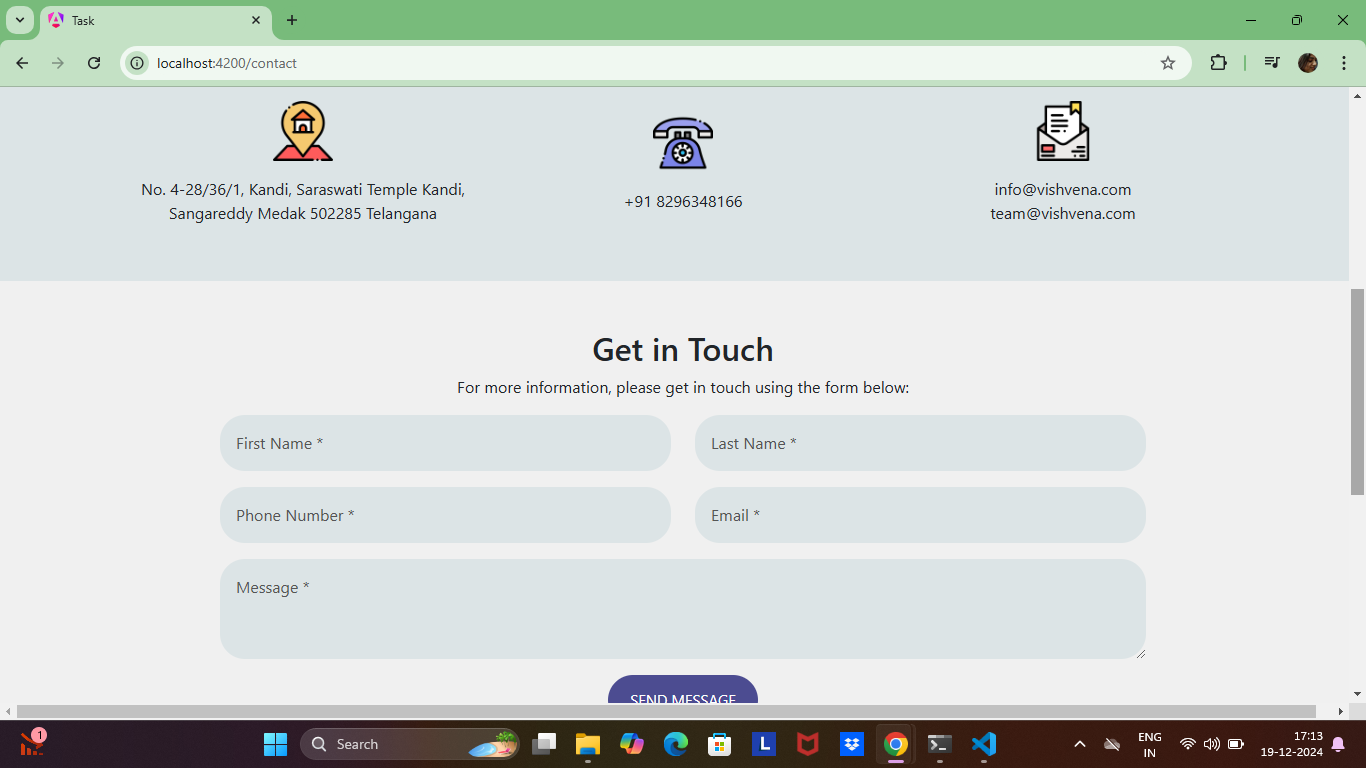 Task
localhost:4200/contact
No. 4-28/36/1, Kandi, Saraswati Temple Kandi,
Sangareddy Medak 502285 Telangana
+91 8296348166
info@vishvena.com
team@vishvena.com
Get in Touch
For more information, please get in touch using the form below:
First Name *
Last Name *
Phone Number *
Email *
Message *
SEND MESSAGE
1
Search
L
ENG
IN
17:13
19-12-2024